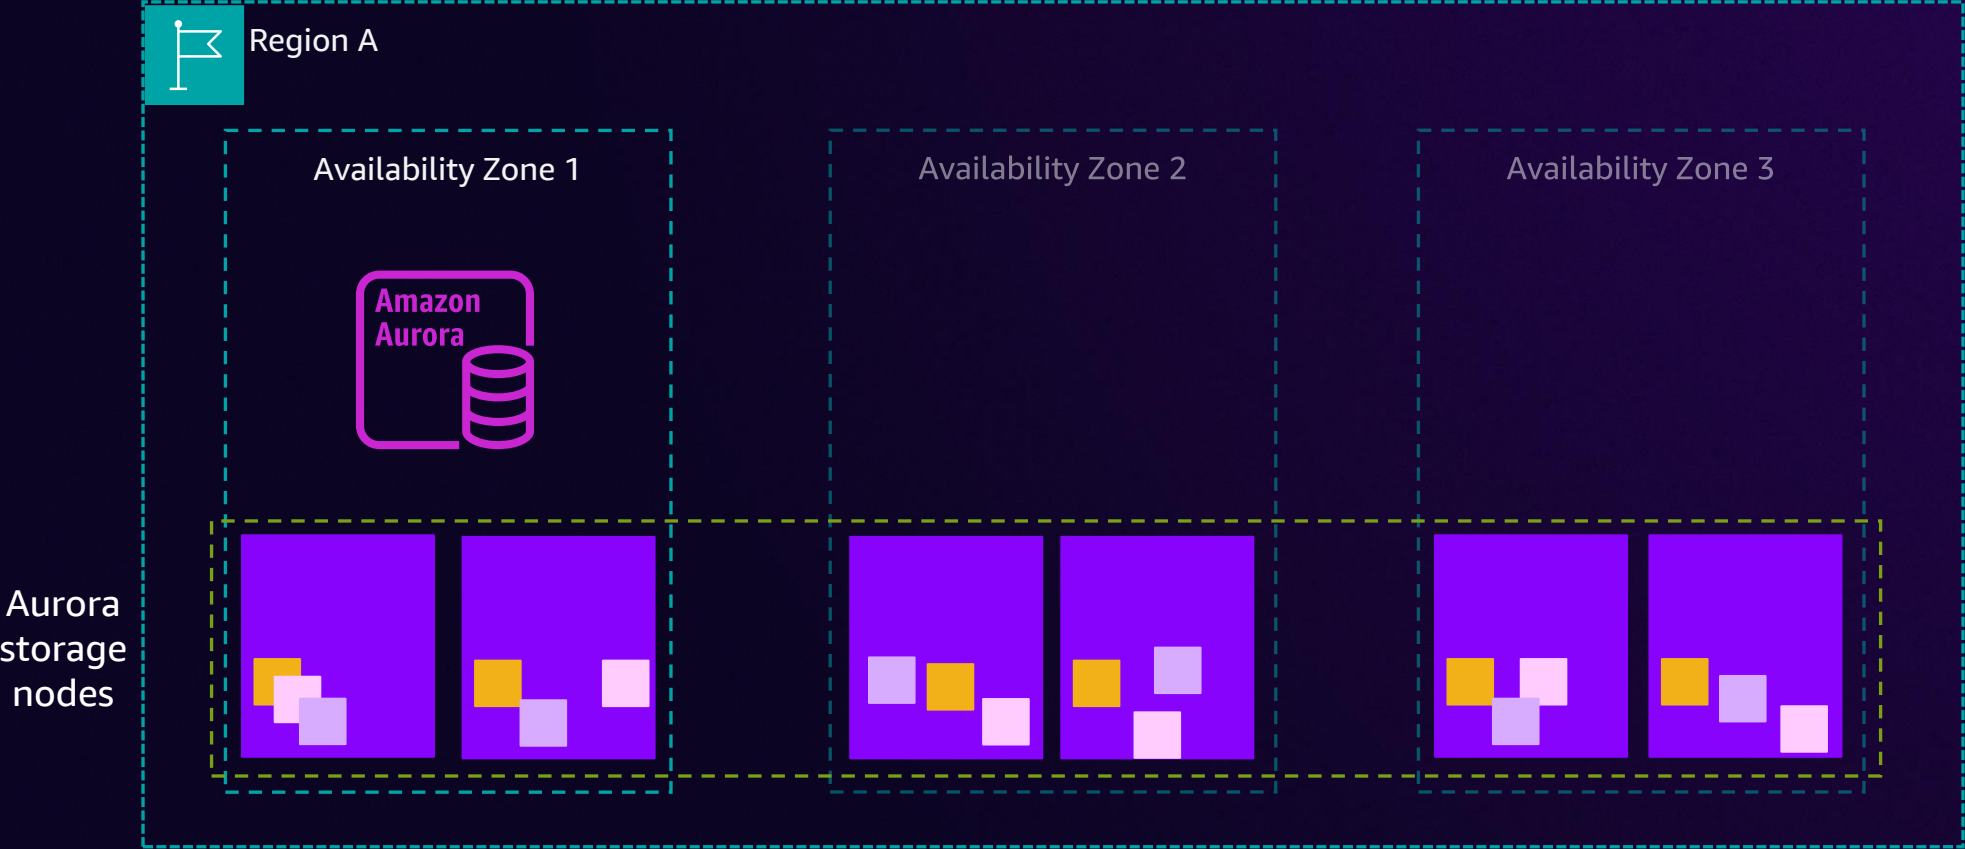 Region A
Availability Zone 1
Availability Zone 2
Availability Zone 3
Amazon
Aurora
Aurora
storage
nodes